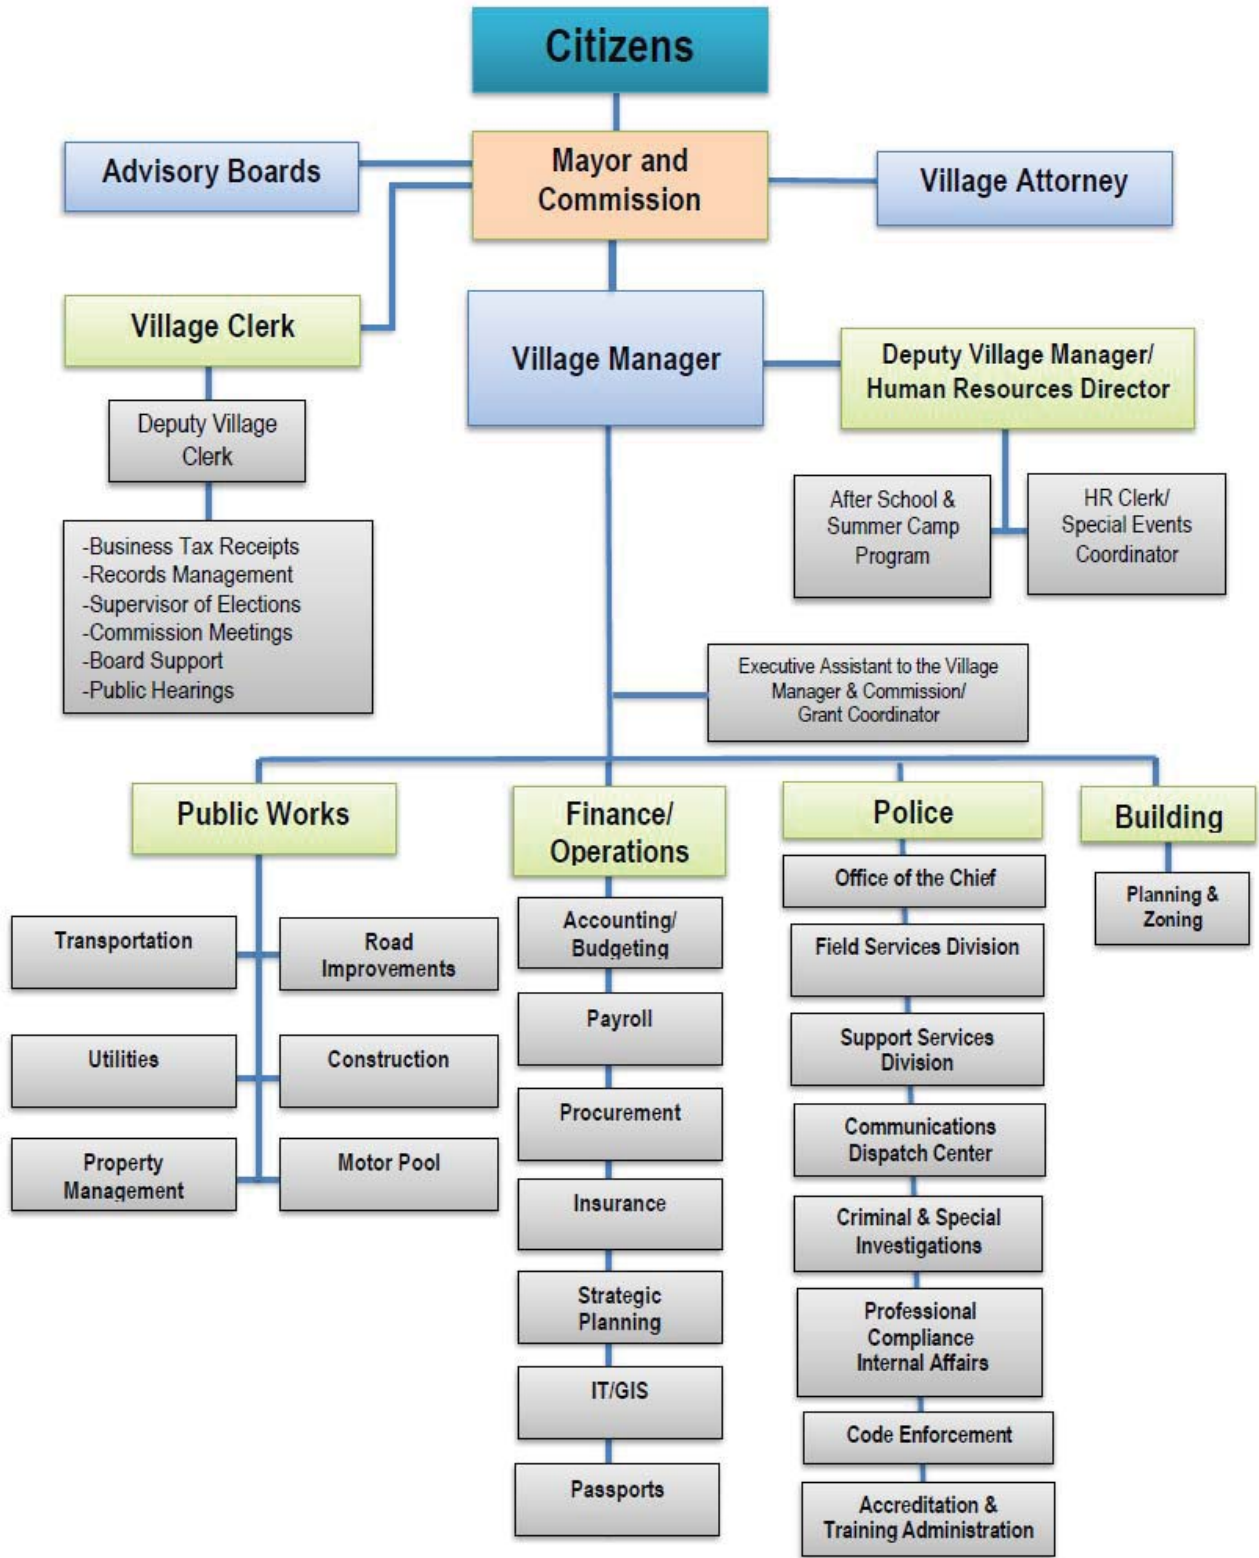 Citizens
Advisory Boards
Mayor and
Commission
Village Attorney
Village Clerk
Village Manager
Deputy Village Manager/
Human Resources Director
Deputy Village
Clerk
After School &
Summer Camp
Program
HR Clerk/
Special Events
Coordinator
-Business Tax Receipts
-Records Management
-Supervisor of Elections
-Commission Meetings
-Board Support
-Public Hearings
Executive Assistant to the Village
Manager & Commission/
Grant Coordinator
Public Works
Transportation
Road
Improvements
Utilities
Construction
Property
Management
Motor Pool
Finance/
Operations
Accounting/
Budgeting
Payroll
Procurement
Insurance
Strategic
Planning
IT/GIS
Passports
Police
Office of the Chief
Field Services Division
Support Services
Division
Communications
Dispatch Center
Criminal & Special
Investigations
Professional
Compliance
Internal Affairs
Code Enforcement
Accreditation &
Training Administration
Building
Planning &
Zoning